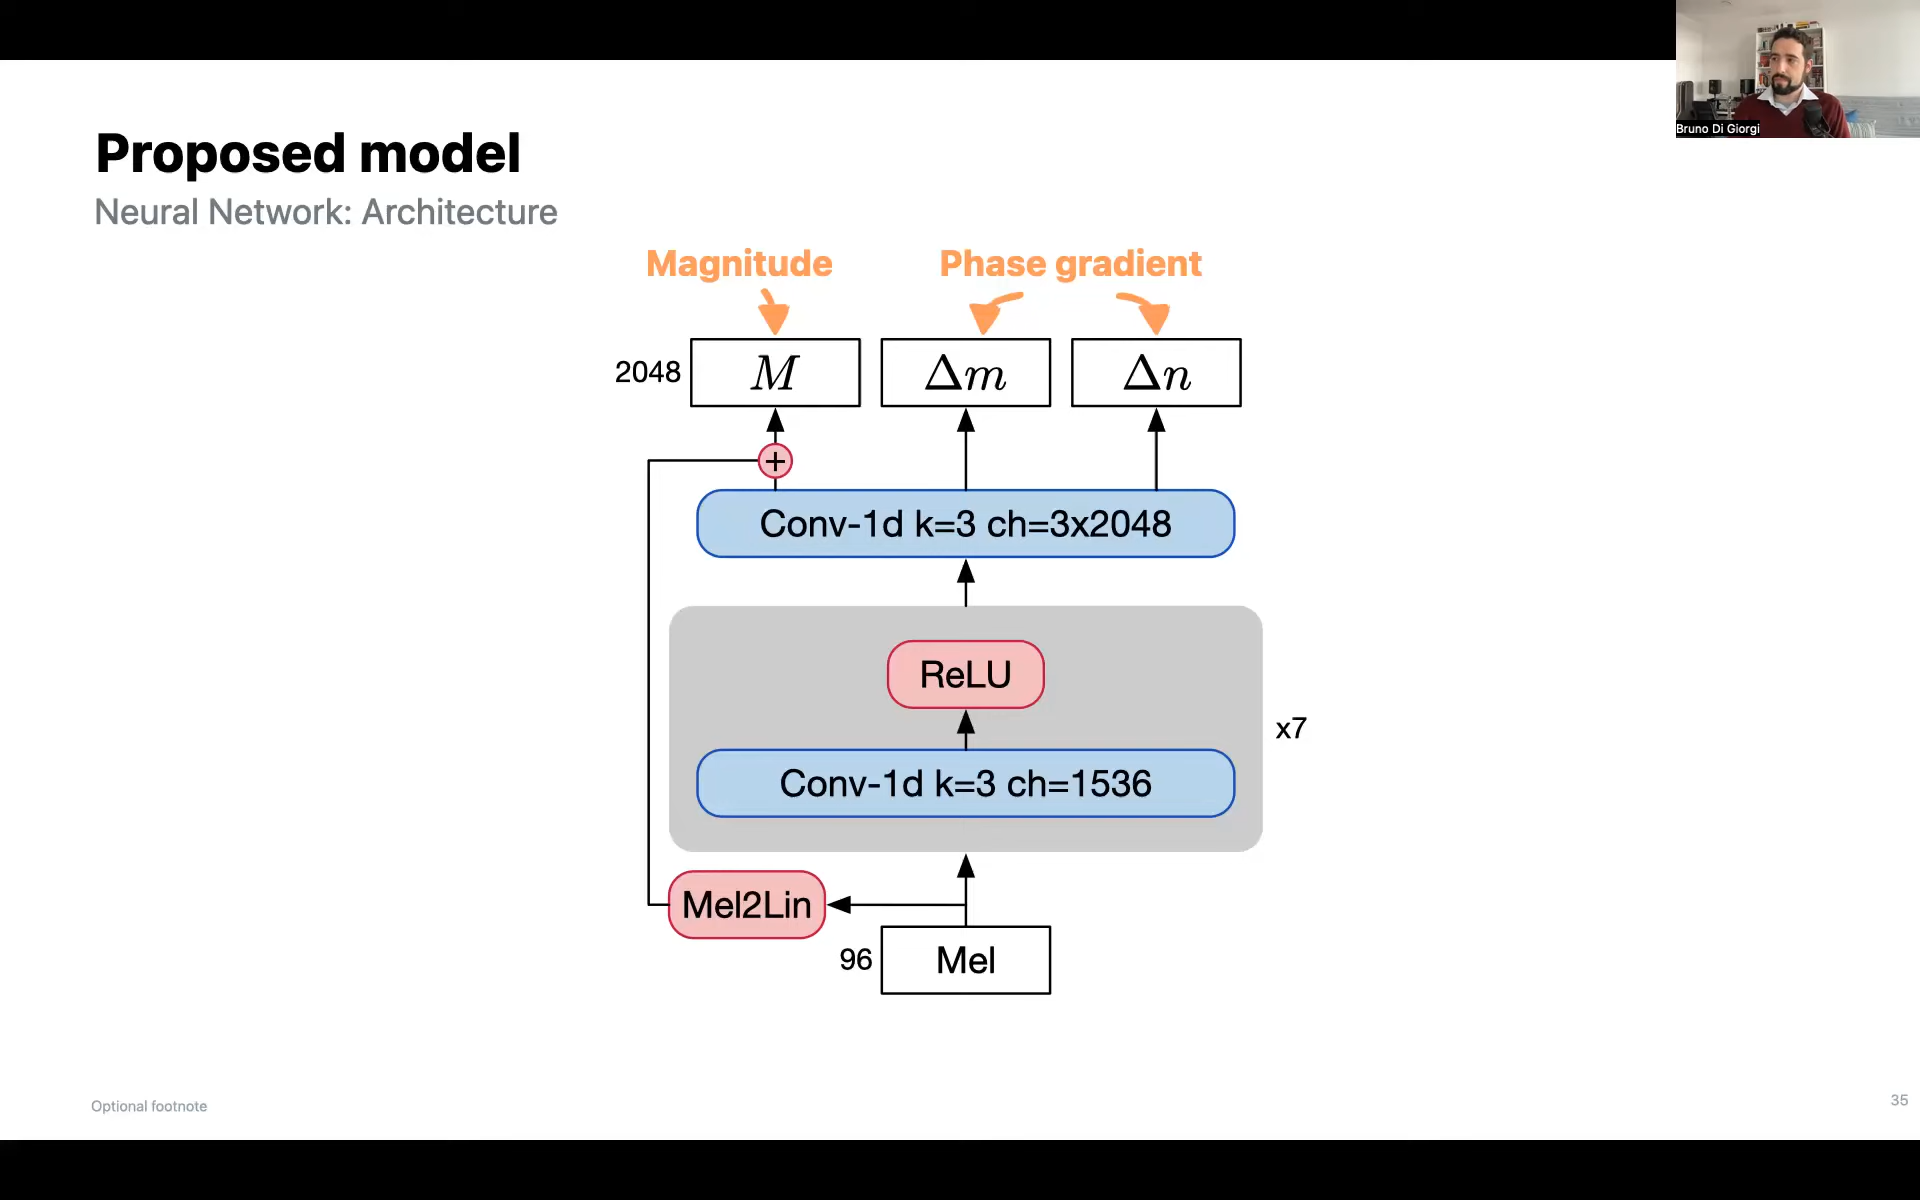 Bruno Di Giorgi
Proposed model
Neural Network: Architecture
Magnitude Phase gradient
2048 M Δm Δn
+
Conv-1d k=3 ch=3x2048
ReLU
x7
Conv-1d k=3 ch=1536
Mel2Lin
96 Mel
Optional footnote
35